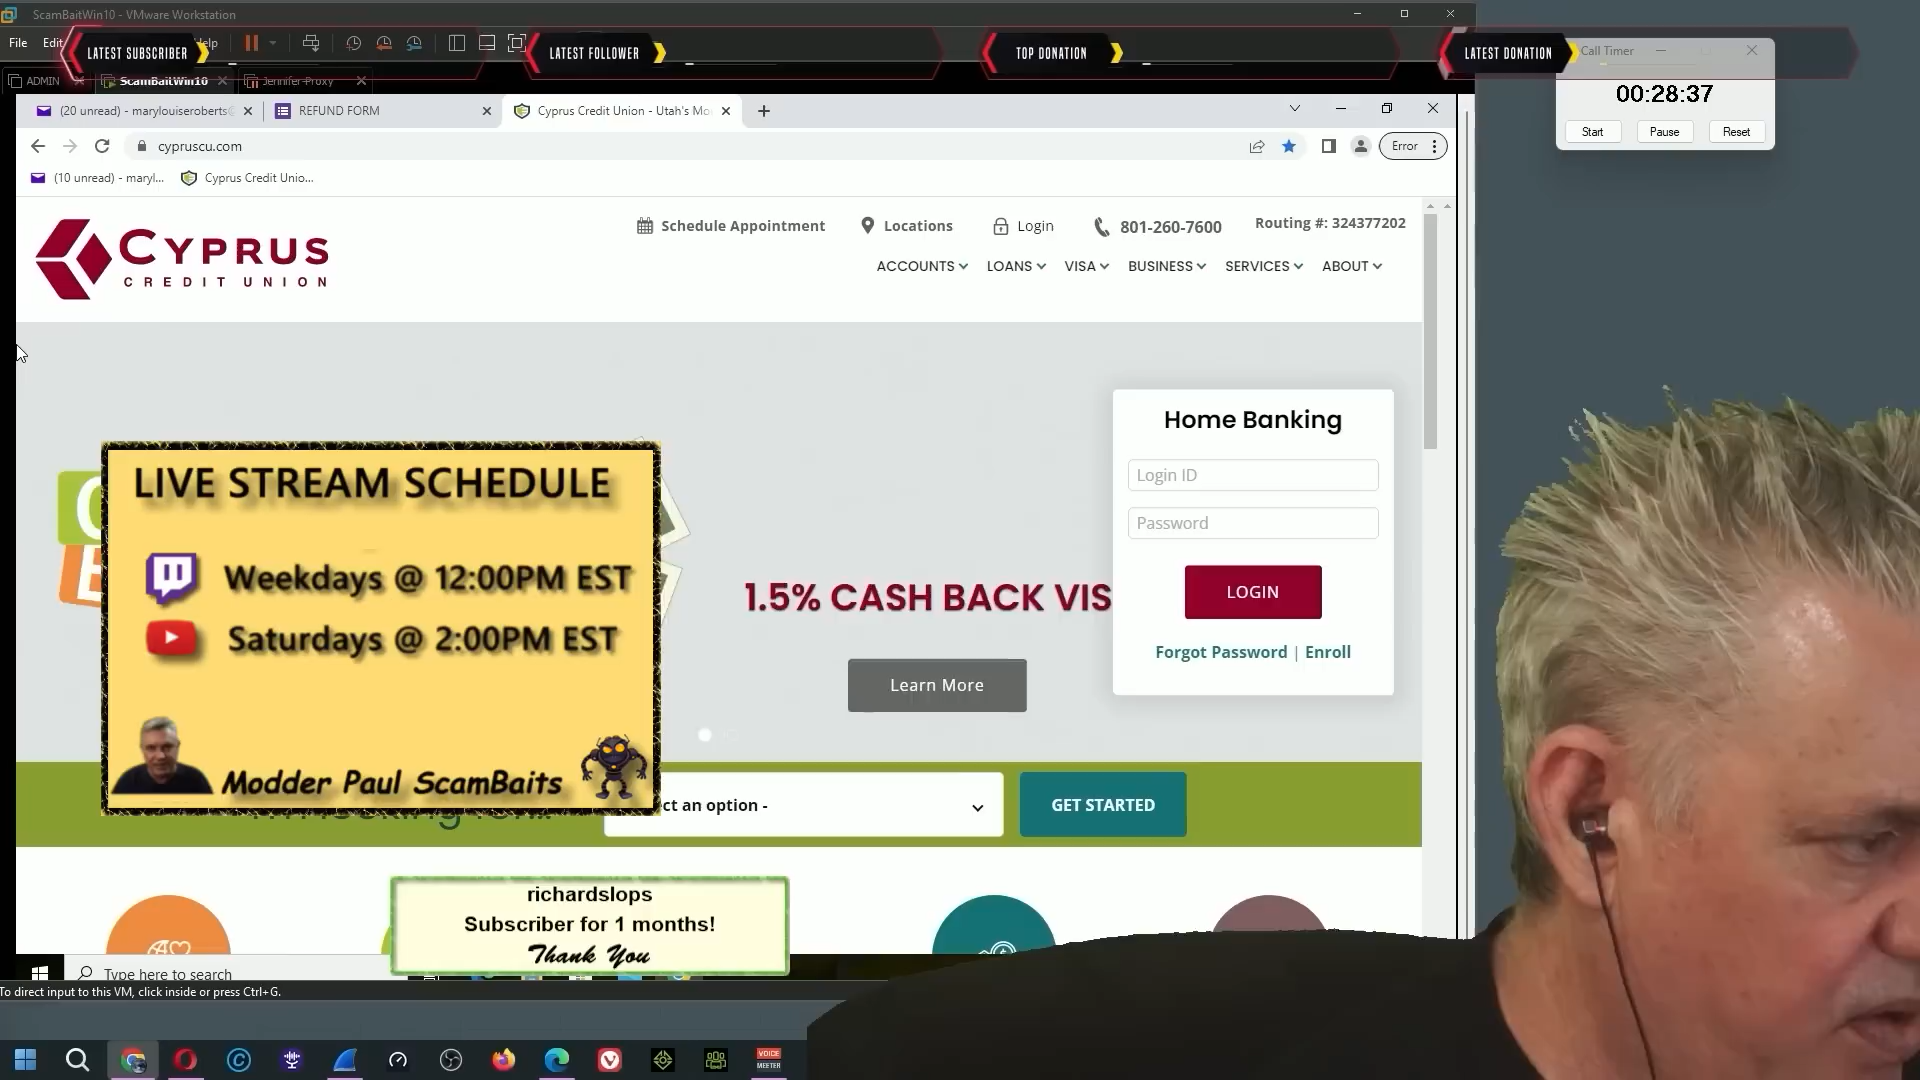 ScamBaitWin10 - VMware Workstation
File
Edit
Help
LATEST SUBSCRIBER
LATEST FOLLOWER
TOP DONATION
LATEST DONATION
Call Timer
ADMIN
ScamBaitWin10
Jennifer-Proxy
00:28:37
Start
Pause
Reset
(20 unread) - marylouiseroberts
REFUND FORM
Cyprus Credit Union - Utah's Mo
cypruscu.com
Error
(10 unread) - maryl...
Cyprus Credit Unio...
CYPRUS
CREDIT UNION
Schedule Appointment
Locations
Login
801-260-7600
Routing #: 324377202
ACCOUNTS
LOANS
VISA
BUSINESS
SERVICES
ABOUT
Home Banking
Login ID
Password
LOGIN
Forgot Password | Enroll
1.5% CASH BACK VIS
Learn More
LIVE STREAM SCHEDULE
Weekdays @ 12:00PM EST
Saturdays @ 2:00PM EST
Modder Paul ScamBaits
ct an option -
GET STARTED
richardslops
Subscriber for 1 months!
Thank You
Type here to search
To direct input to this VM, click inside or press Ctrl+G.
VOICE
MEETER